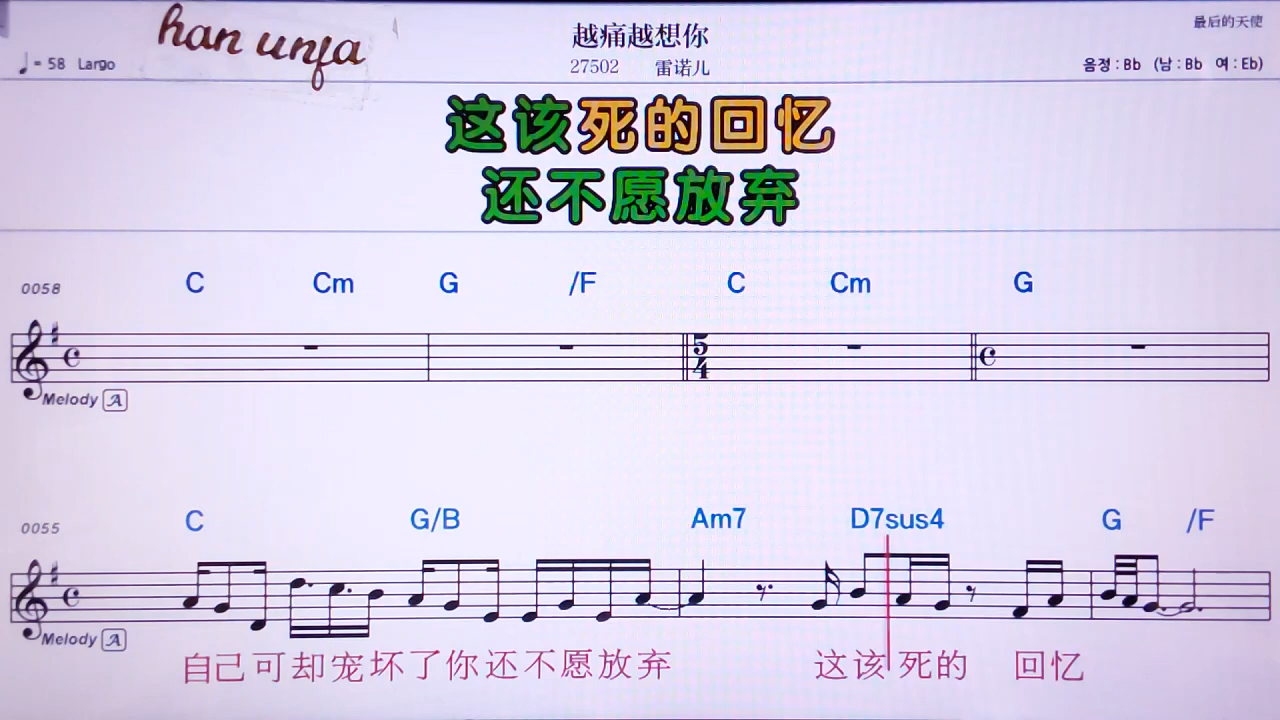 han unfa
越痛越想你
最后的天使
♩= 58 Largo
27502 雷诺儿
음정 : Bb (남 : Bb 여 : Eb)
这该死的回忆
还不愿放弃
0058 C Cm G /F C Cm G
5
4
Melody A
0055 C G/B Am7 D7sus4 G /F
Melody A
自己可却宠坏了你还不愿放弃 这该死的 回忆